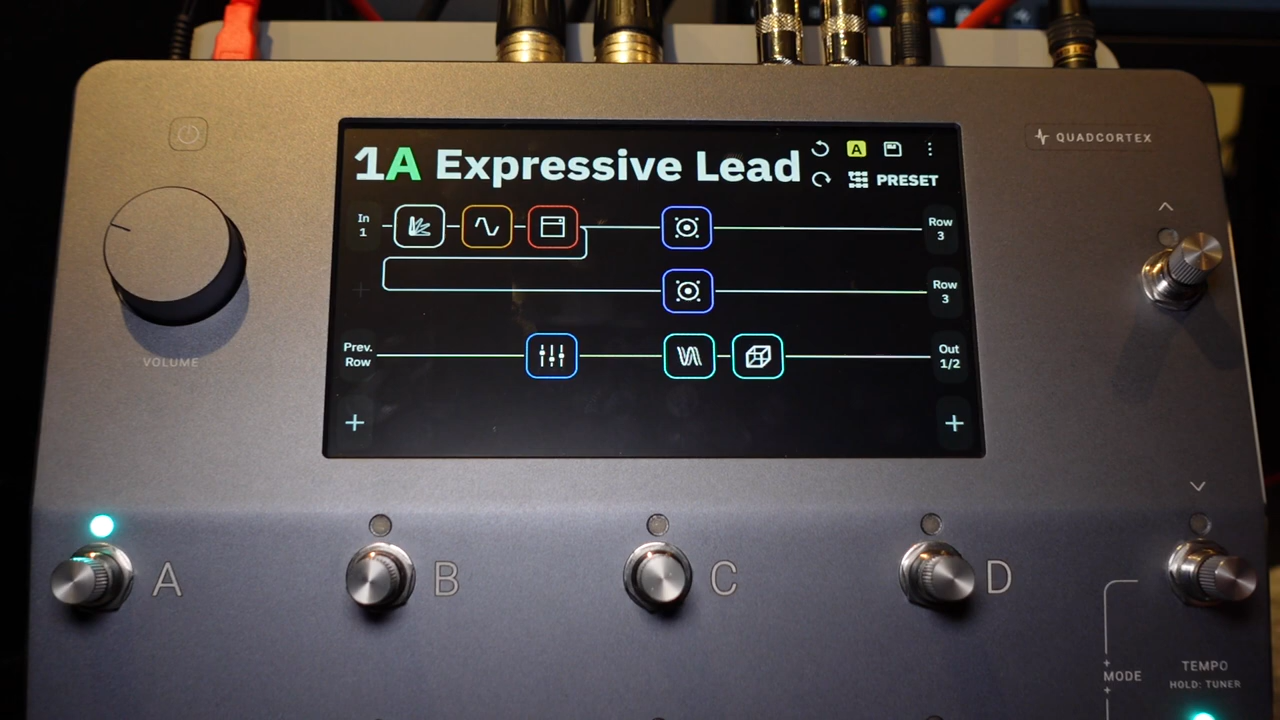 QUADCORTEX
1A Expressive Lead
A
PRESET
In
1
Row
3
Row
3
Prev.
Row
Out
1/2
+
+
VOLUME
A
B
C
D
+
MODE
+
TEMPO
HOLD: TUNER